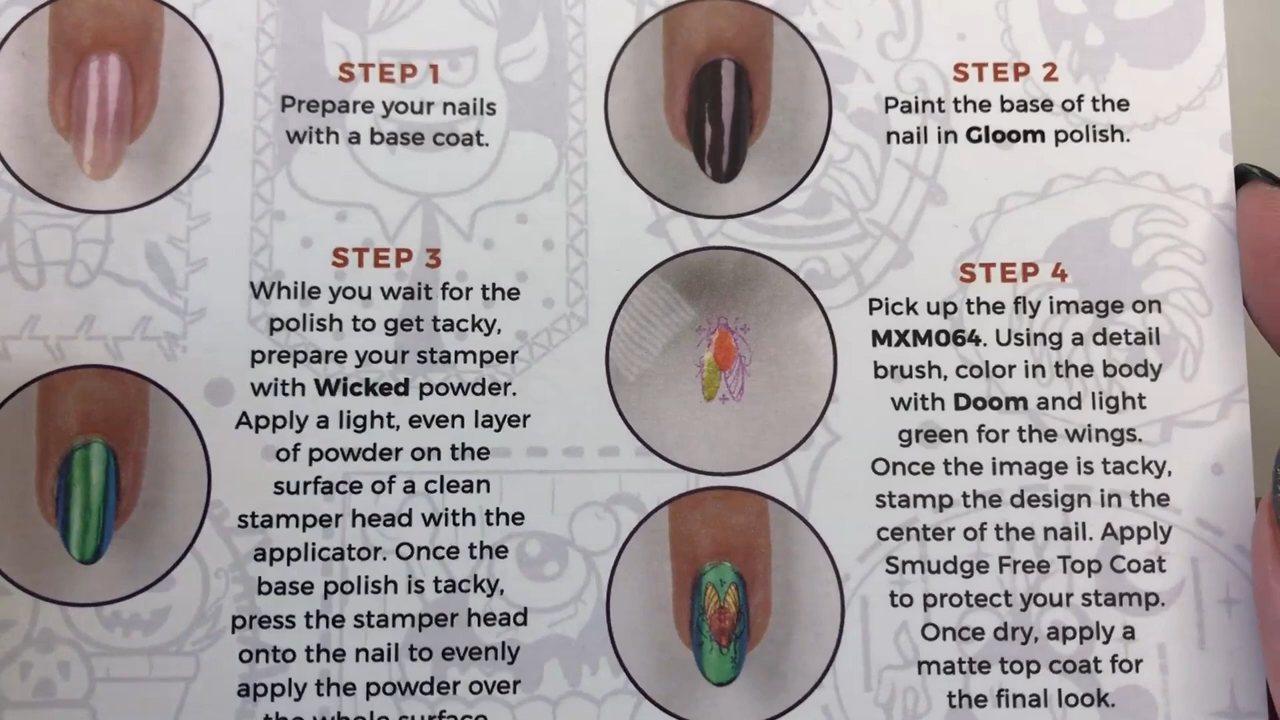 STEP 1
Prepare your nails
with a base coat.
STEP 2
Paint the base of the
nail in Gloom polish.
STEP 3
While you wait for the
polish to get tacky,
prepare your stamper
with Wicked powder.
Apply a light, even layer
of powder on the
surface of a clean
stamper head with the
applicator. Once the
base polish is tacky,
press the stamper head
onto the nail to evenly
apply the powder over
the whole surface.
STEP 4
Pick up the fly image on
MXM064. Using a detail
brush, color in the body
with Doom and light
green for the wings.
Once the image is tacky,
stamp the design in the
center of the nail. Apply
Smudge Free Top Coat
to protect your stamp.
Once dry, apply a
matte top coat for
the final look.